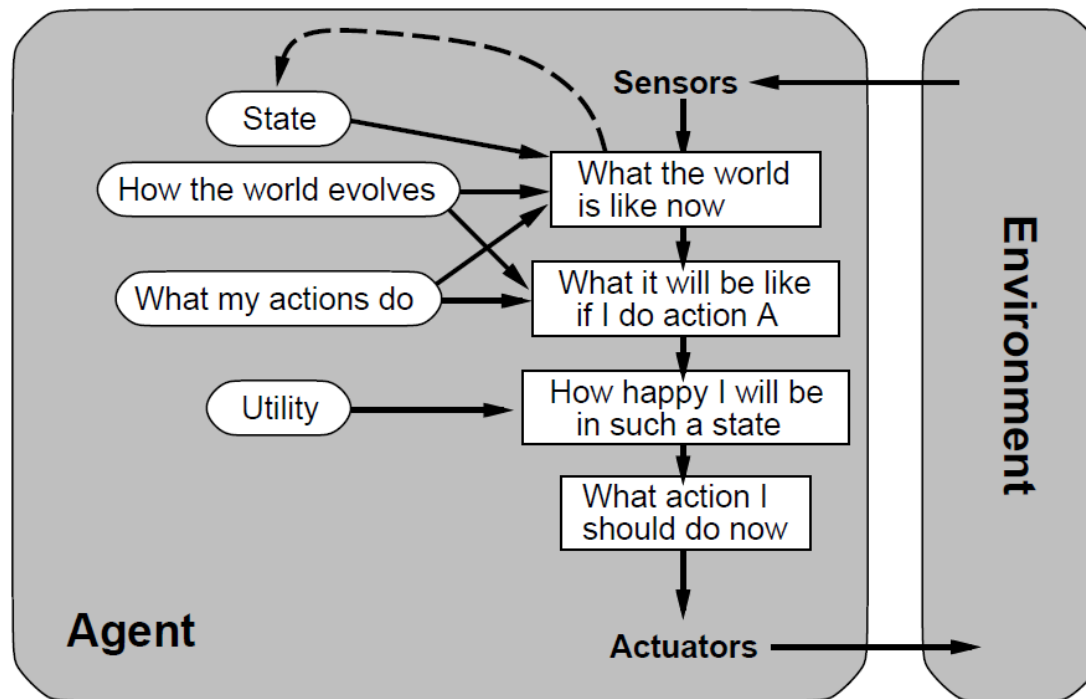 Sensors
State
What the world
is like now
How the world evolves
What it will be like
if I do action A
What my actions do
How happy I will be
in such a state
Utility
What action I
should do now
Agent
Actuators
Environment